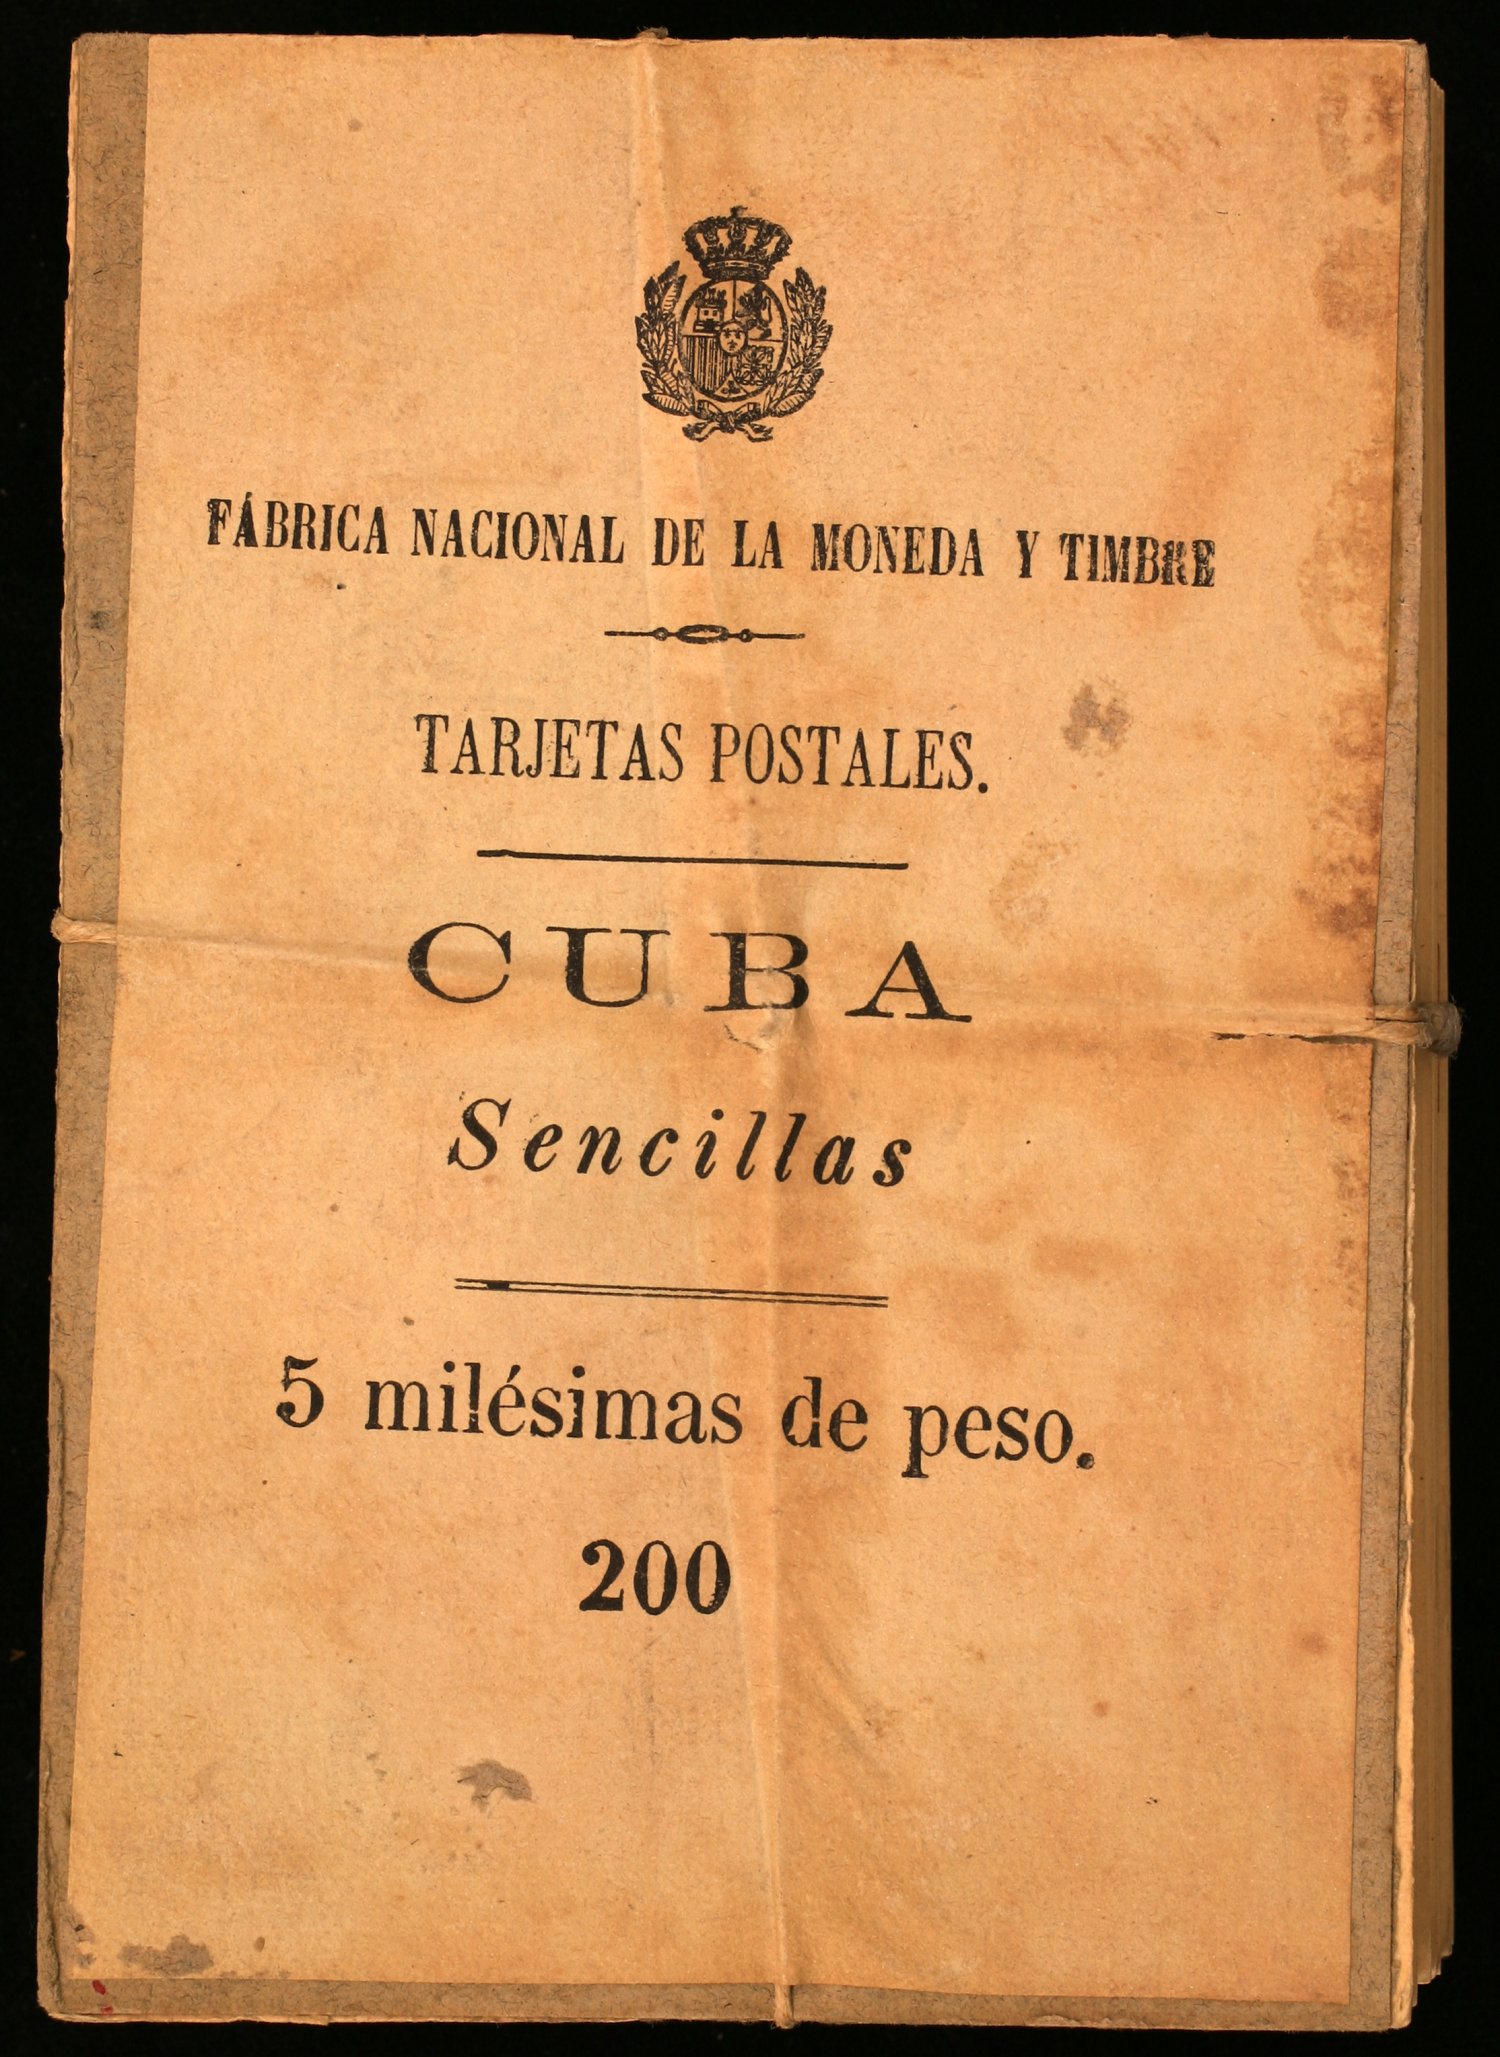 FÁBRICA NACIONAL DE LA MONEDA Y TIMBRE
TARJETAS POSTALES.
CUBA
Sencillas
5 milésimas de peso.
200